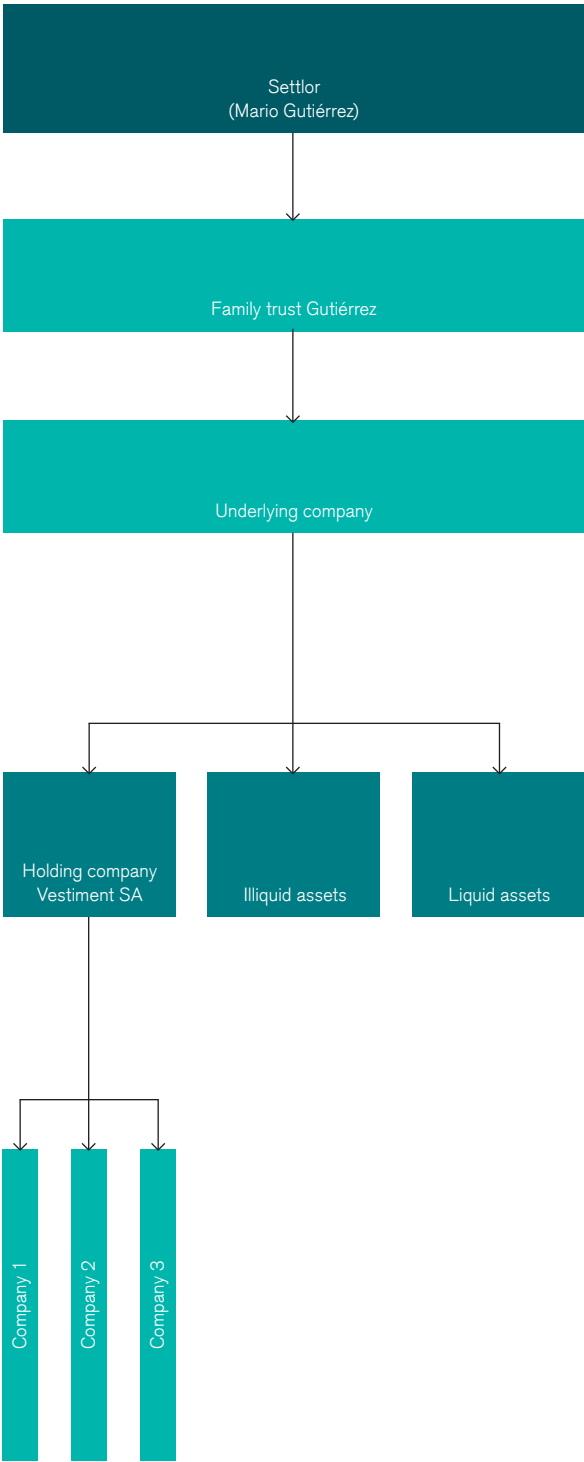 Settlor
(Mario Gutiérrez)
Family trust Gutiérrez
Underlying company
Holding company
Vestiment SA
Illiquid assets
Liquid assets
Company 1
Company 2
Company 3